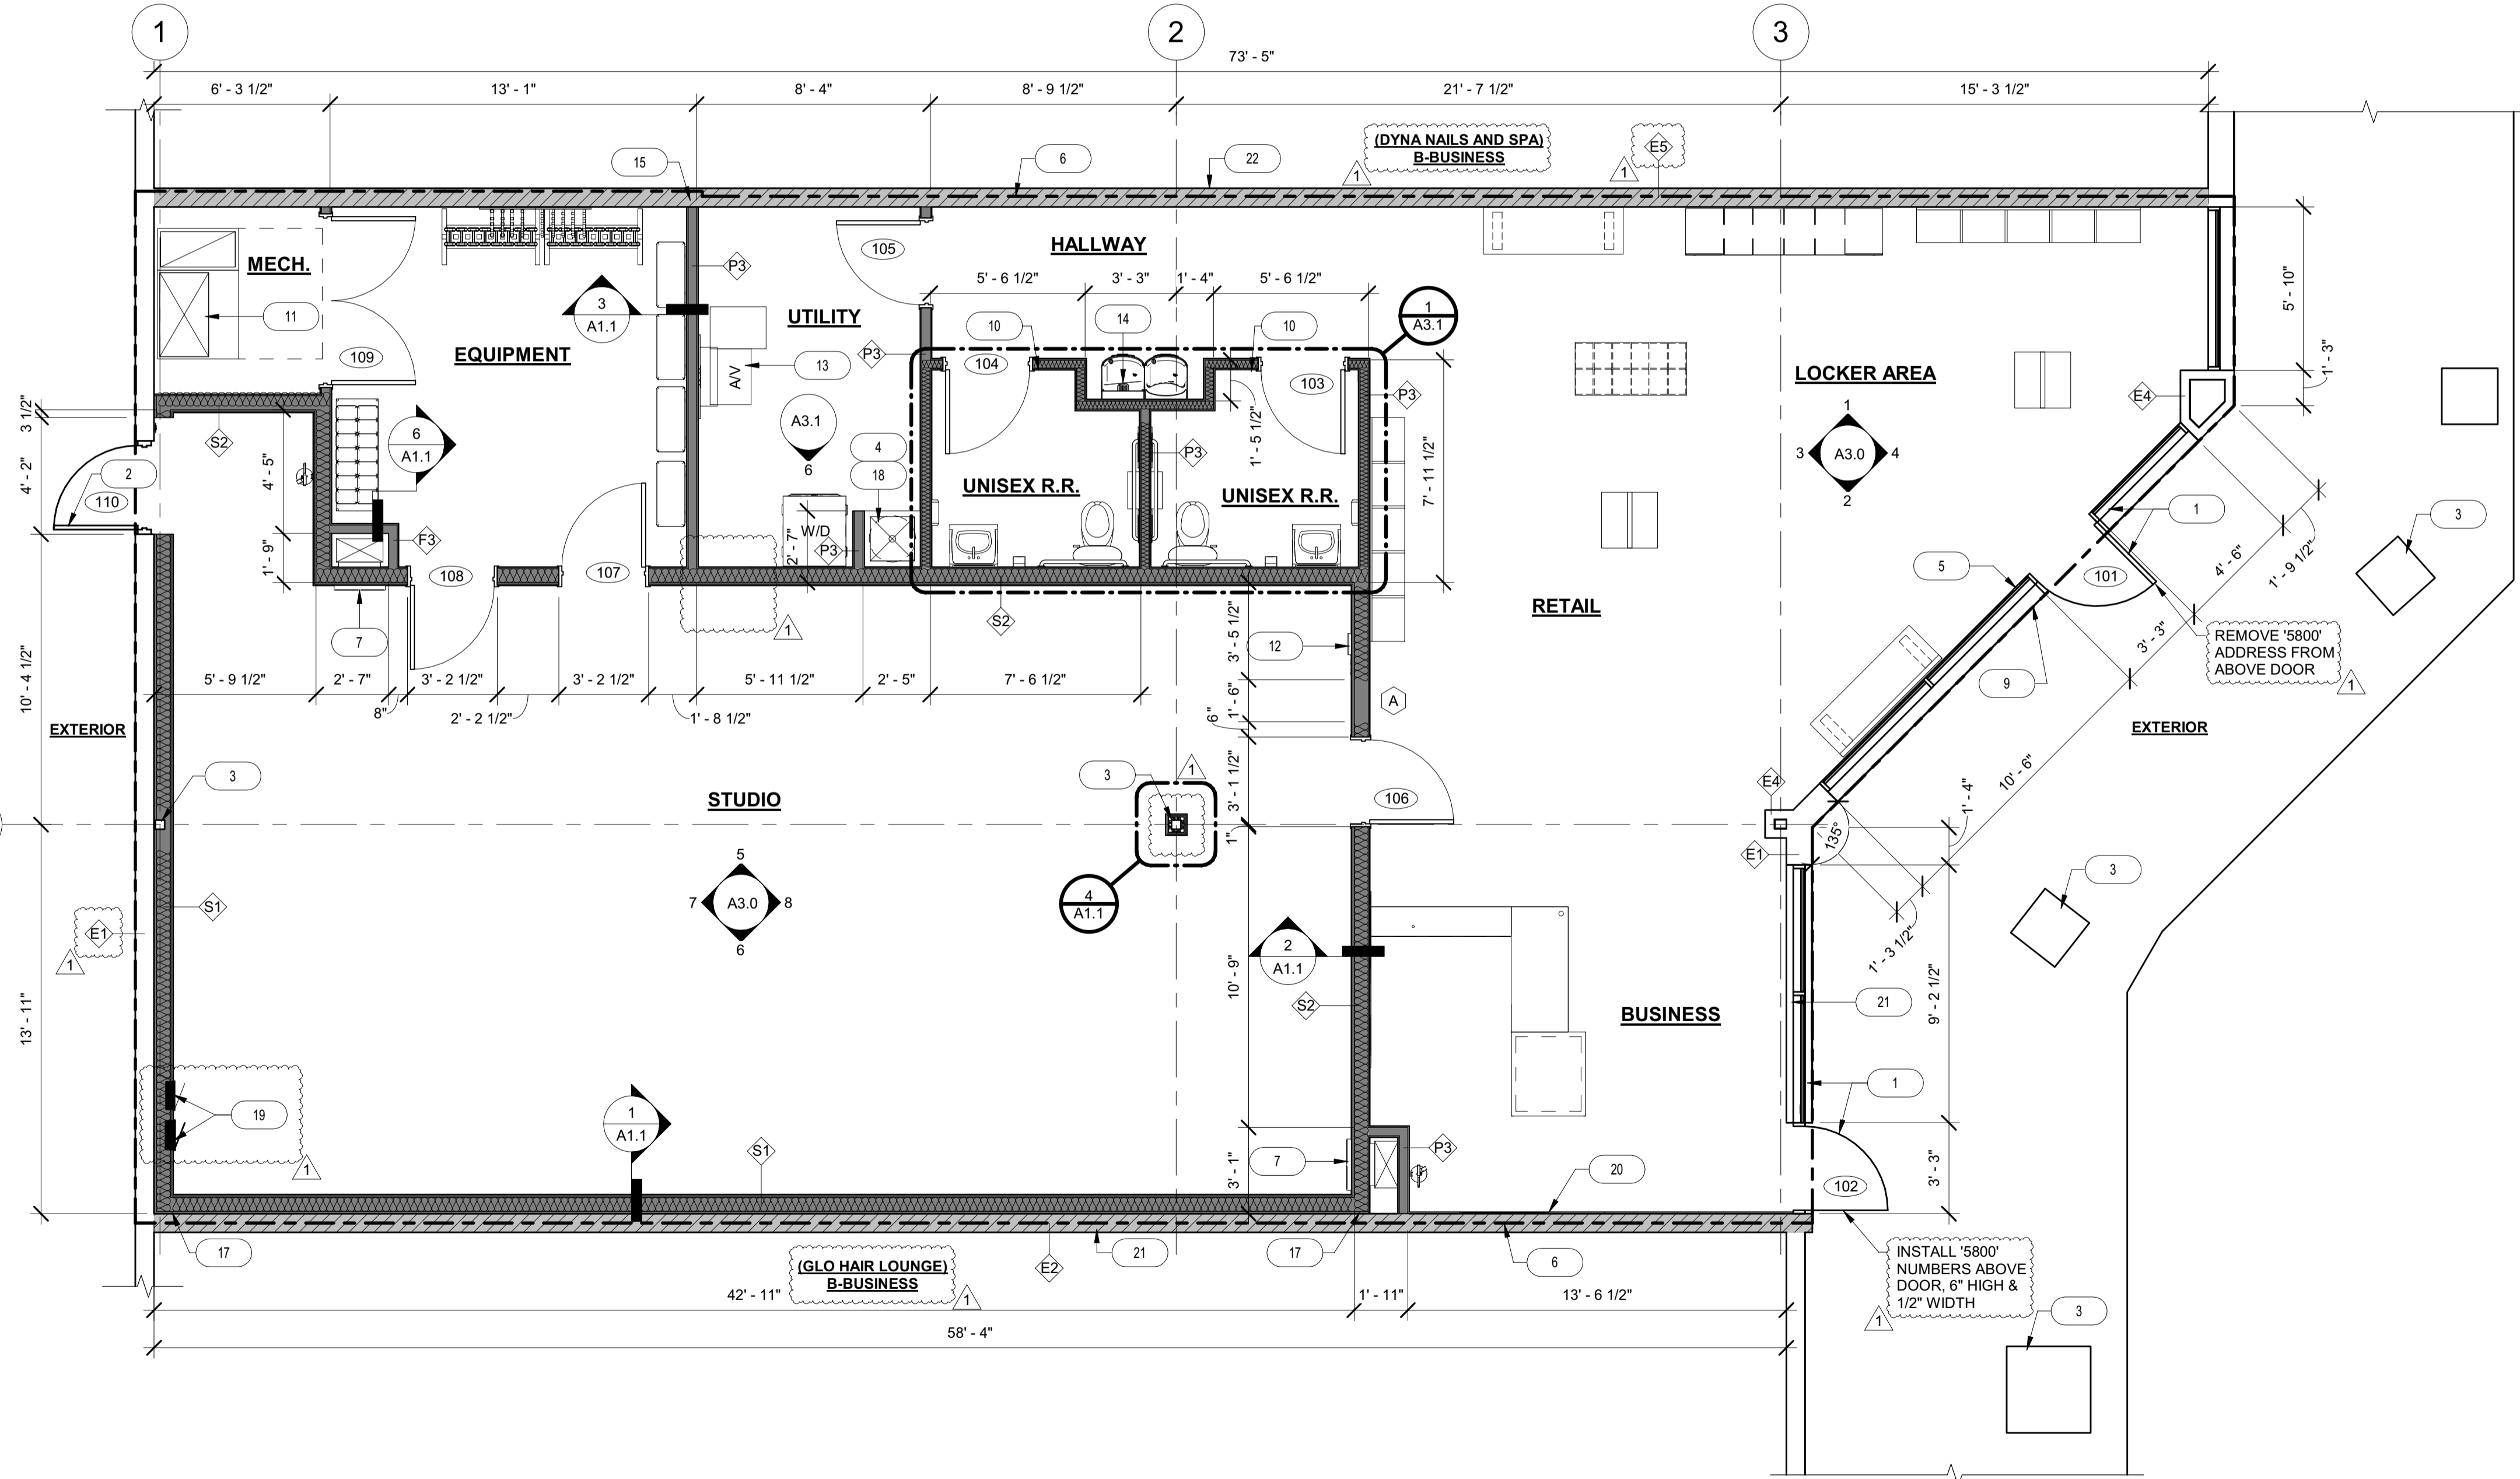 1
2
3
73' - 5"
6' - 3 1/2"
13' - 1"
8' - 4"
8' - 9 1/2"
21' - 7 1/2"
15' - 3 1/2"
(DYNA NAILS AND SPA)
B-BUSINESS
E5
1
1
15
6
22
MECH.
11
109
EQUIPMENT
3
A1.1
P3
UTILITY
105
HALLWAY
5' - 6 1/2"
3' - 3"
1' - 4"
5' - 6 1/2"
1
A3.1
10
14
10
104
103
P3
13
A/V
A3.1
6
4
18
W/D
P3
2' - 7"
UNISEX R.R.
P3
UNISEX R.R.
1' - 5 1/2"
7' - 11 1/2"
P3
LOCKER AREA
1
3
A3.0
4
2
E4
5' - 10"
1' - 3"
3 1/2"
4' - 2"
2
110
S2
4' - 5"
1' - 9"
6
A1.1
F3
108
107
7
1
S2
12
3' - 5 1/2"
1' - 6"
6"
3' - 1 1/2"
1"
A
RETAIL
5
101
1
3
4' - 6"
1' - 9 1/2"
3' - 3"
REMOVE '5800'
ADDRESS FROM
ABOVE DOOR
1
9
10' - 4 1/2"
5' - 9 1/2"
2' - 7"
8"
3' - 2 1/2"
2' - 2 1/2"
3' - 2 1/2"
1' - 8 1/2"
5' - 11 1/2"
2' - 5"
7' - 6 1/2"
EXTERIOR
EXTERIOR
3
STUDIO
3
1
106
E4
10' - 6"
1' - 4"
135°
E1
3
5
7
A3.0
8
6
4
A1.1
S1
E1
1
13' - 11"
2
A1.1
S2
10' - 9"
BUSINESS
1' - 3 1/2"
9' - 2 1/2"
21
1
19
1
1
A1.1
S1
7
3' - 1"
P3
20
102
3' - 3"
17
(GLO HAIR LOUNGE)
B-BUSINESS
1
E2
21
17
6
INSTALL '5800'
NUMBERS ABOVE
DOOR, 6" HIGH &
1/2" WIDTH
1
3
42' - 11"
1' - 11"
13' - 6 1/2"
58' - 4"